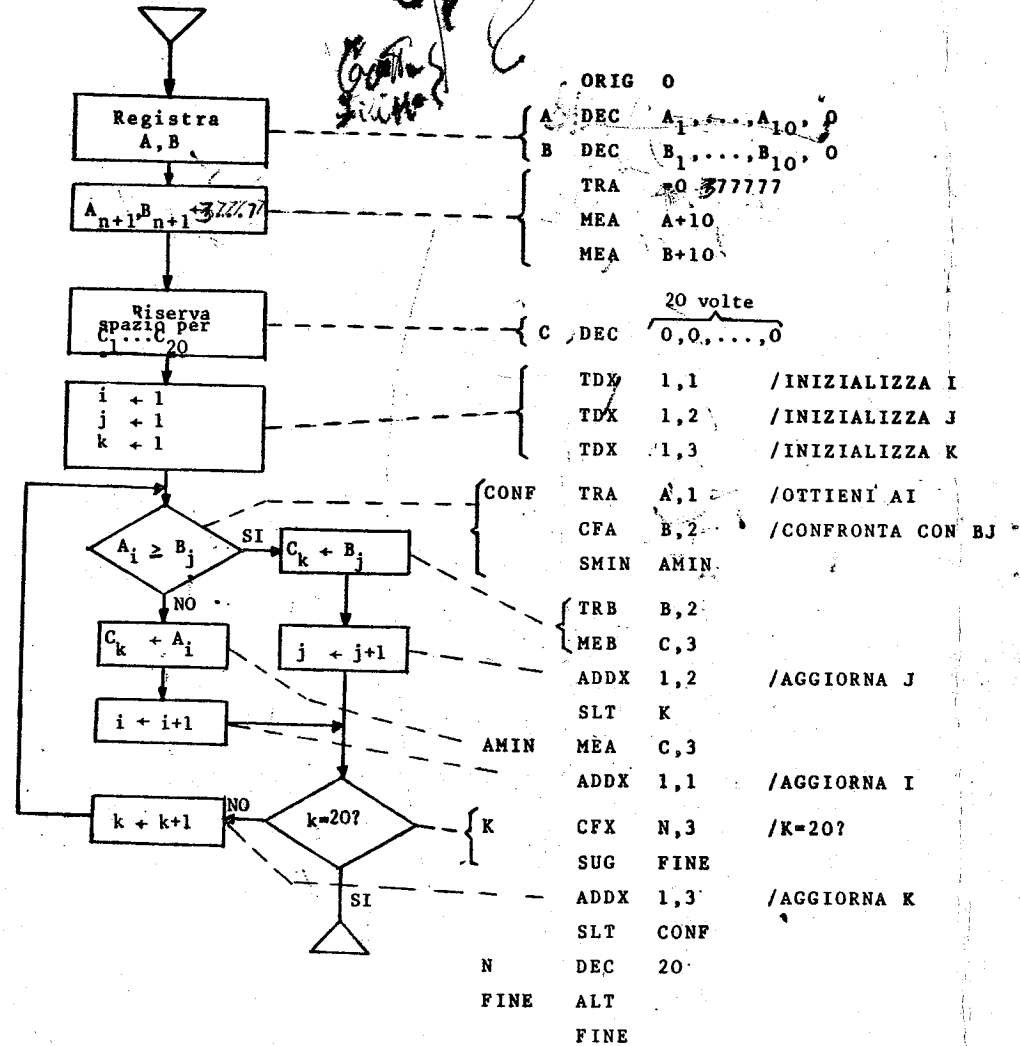 Registra
A,B
A n+1,B n+1 ←377777
Riserva
spazio per
C1...C20
i ← 1
j ← 1
k ← 1
Ai ≥ Bj
SI
NO
Ck ← Bj
j ← j+1
Ck ← Ai
i ← i+1
k ← k+1
NO
k=20?
SI
ORIG 0
A DEC A1,....,A10, 0
B DEC B1,....,B10, 0
TRA =0 377777
MEA A+10
MEA B+10
20 volte
C DEC 0,0,...,0
TDX 1,1 /INIZIALIZZA I
TDX 1,2 /INIZIALIZZA J
TDX 1,3 /INIZIALIZZA K
CONF TRA A,1 /OTTIENI AI
CFA B,2 /CONFRONTA CON BJ
SMIN AMIN
TRB B,2
MEB C,3
ADDX 1,2 /AGGIORNA J
SLT K
AMIN MEA C,3
ADDX 1,1 /AGGIORNA I
K CFX N,3 /K=20?
SUG FINE
ADDX 1,3 /AGGIORNA K
SLT CONF
N DEC 20
FINE ALT
FINE